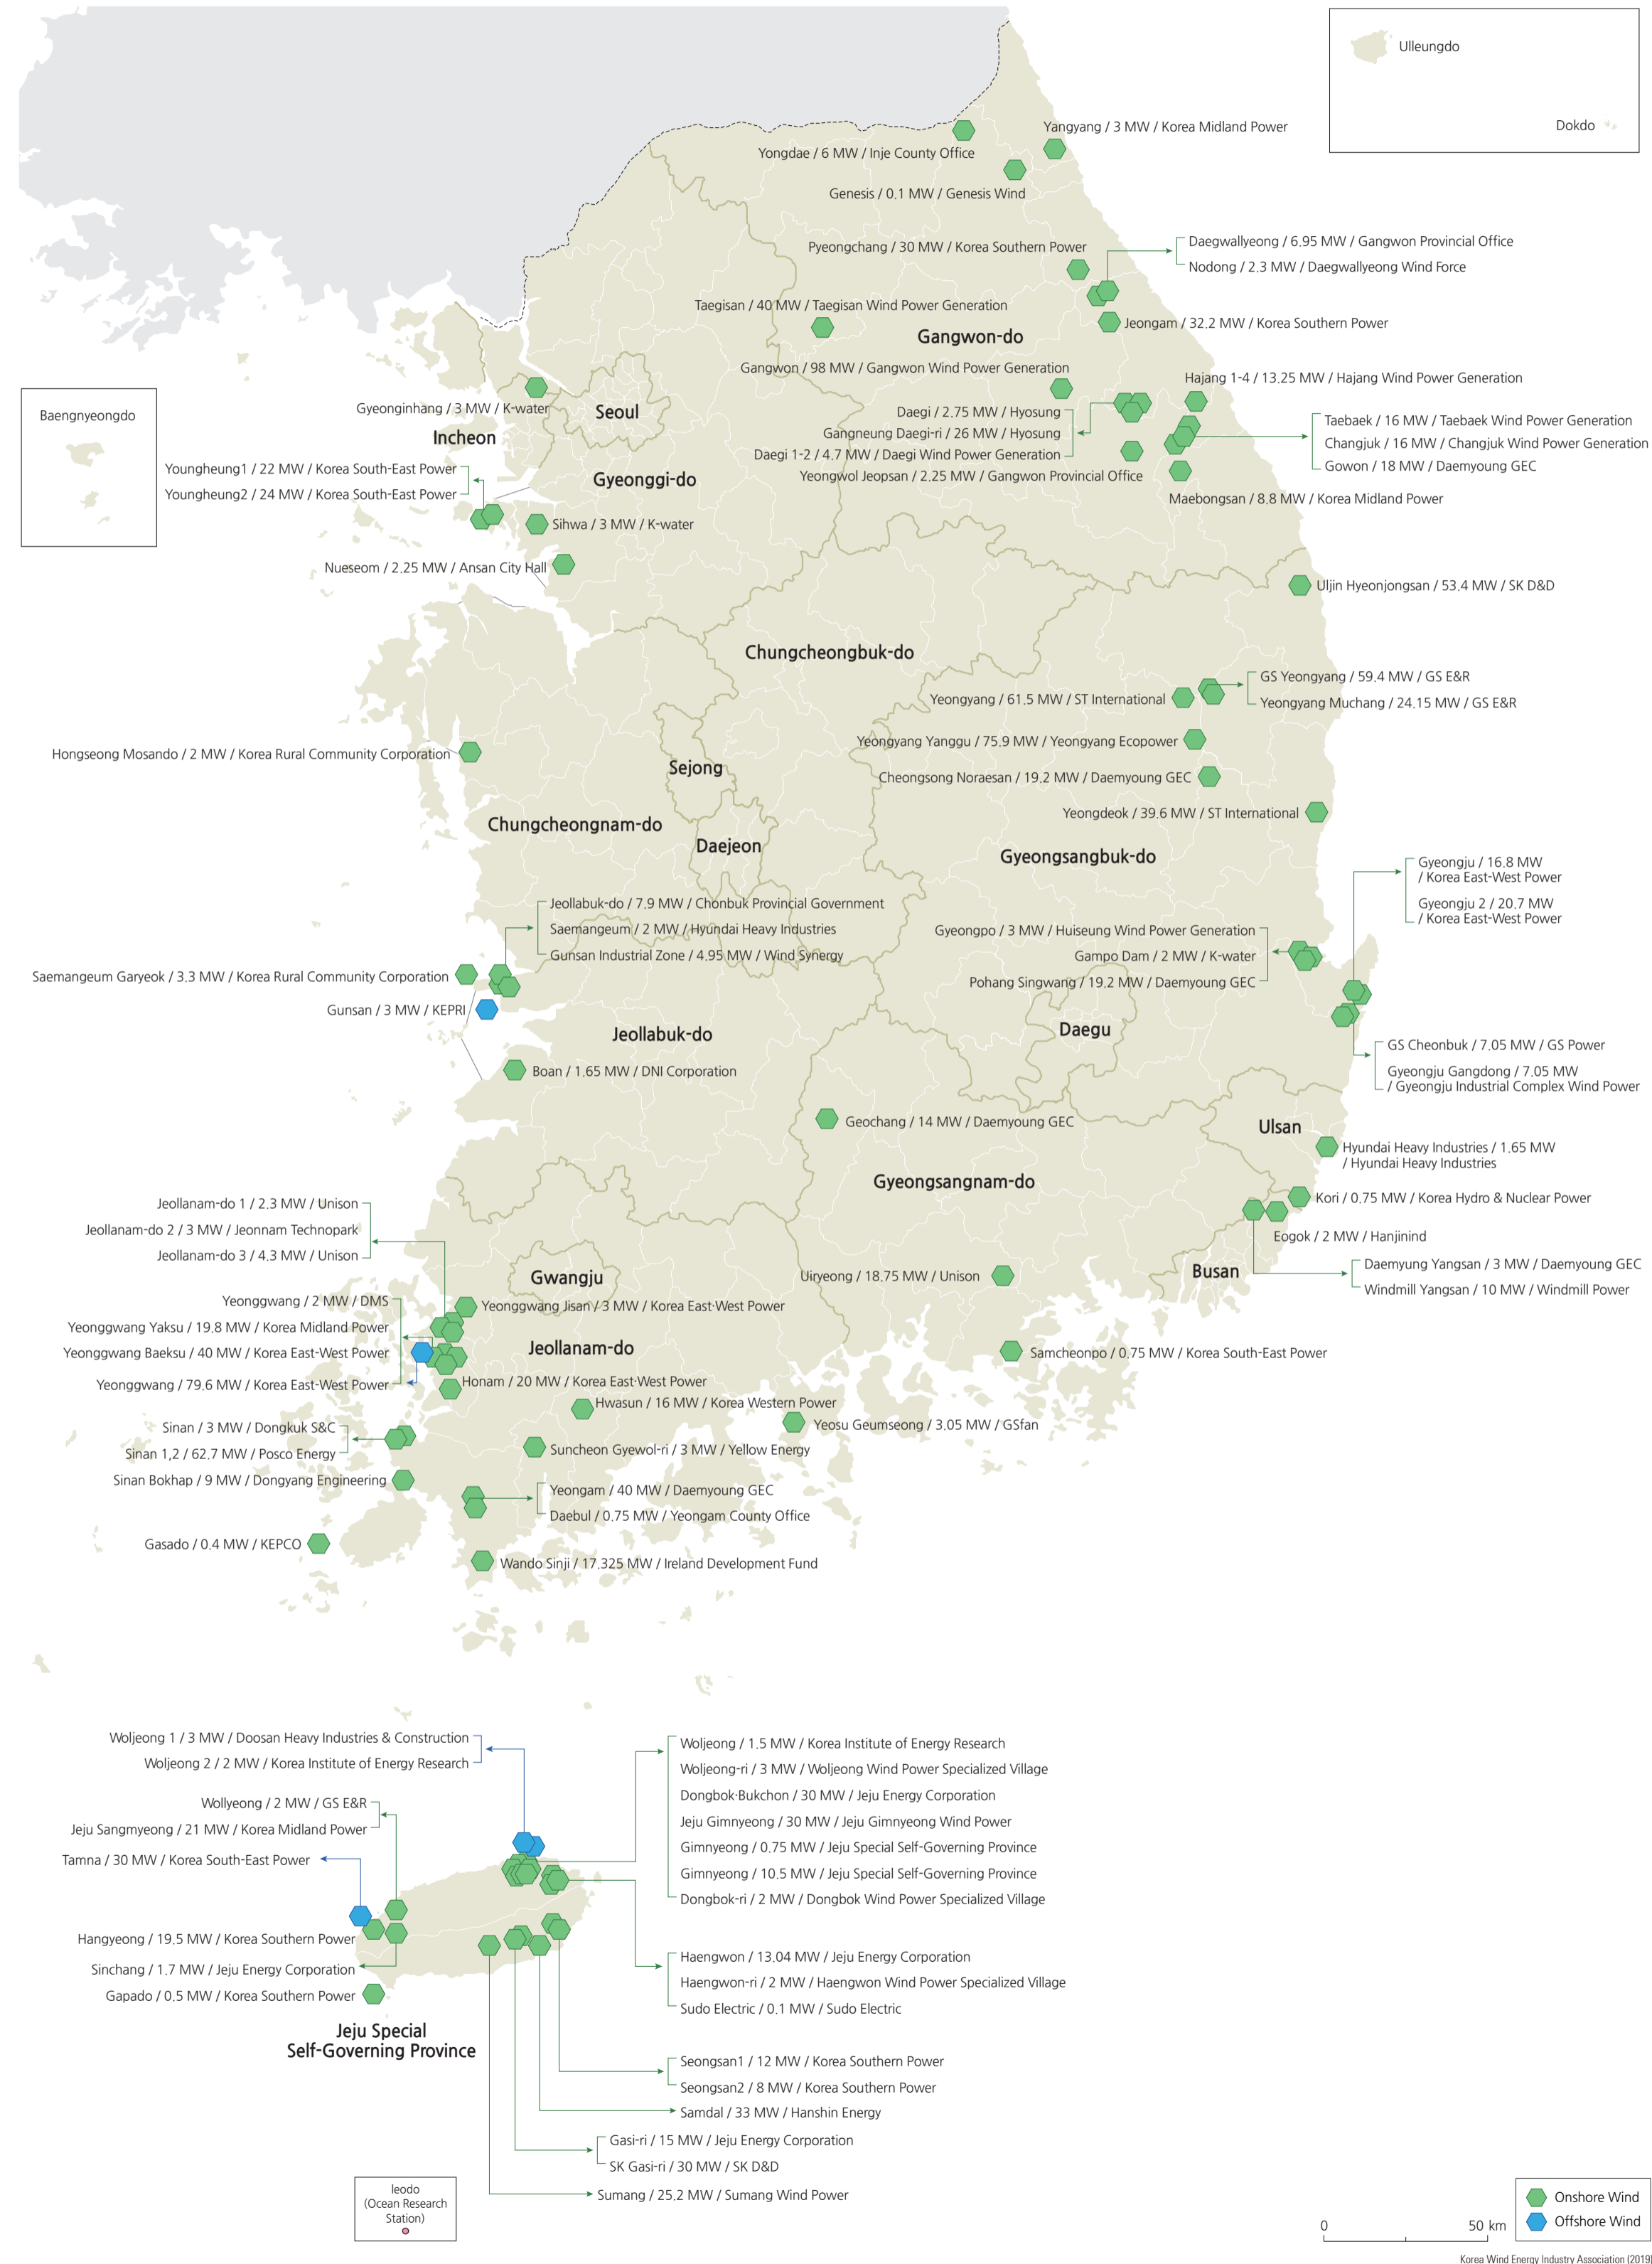 Ulleungdo
Dokdo
Yangyang / 3 MW / Korea Midland Power
Yongdae / 6 MW / Inje County Office
Genesis / 0.1 MW / Genesis Wind
Daegwallyeong / 6.95 MW / Gangwon Provincial Office
Pyeongchang / 30 MW / Korea Southern Power
Nodong / 2.3 MW / Daegwallyeong Wind Force
Taegisan / 40 MW / Taegisan Wind Power Generation
Jeongam / 32.2 MW / Korea Southern Power
Gangwon-do
Gangwon / 98 MW / Gangwon Wind Power Generation
Hajang 1-4 / 13.25 MW / Hajang Wind Power Generation
Baengnyeongdo
Gyeonginhang / 3 MW / K-water
Seoul
Daegi / 2.75 MW / Hyosung
Gangneung Daegi-ri / 26 MW / Hyosung
Daegi 1-2 / 4.7 MW / Daegi Wind Power Generation
Taebaek / 16 MW / Taebaek Wind Power Generation
Changjuk / 16 MW / Changjuk Wind Power Generation
Gowon / 18 MW / Daemyoung GEC
Incheon
Youngheung1 / 22 MW / Korea South-East Power
Youngheung2 / 24 MW / Korea South-East Power
Gyeonggi-do
Yeongwol Jeopsan / 2.25 MW / Gangwon Provincial Office
Maebongsan / 8.8 MW / Korea Midland Power
Sihwa / 3 MW / K-water
Nueseom / 2.25 MW / Ansan City Hall
Uljin Hyeonjongsan / 53.4 MW / SK D&D
Chungcheongbuk-do
GS Yeongyang / 59.4 MW / GS E&R
Yeongyang / 61.5 MW / ST International
Yeongyang Muchang / 24.15 MW / GS E&R
Yeongyang Yanggu / 75.9 MW / Yeongyang Ecopower
Hongseong Mosando / 2 MW / Korea Rural Community Corporation
Sejong
Cheongsong Noraesan / 19.2 MW / Daemyoung GEC
Yeongdeok / 39.6 MW / ST International
Chungcheongnam-do
Daejeon
Gyeongsangbuk-do
Gyeongju / 16.8 MW
/ Korea East-West Power
Gyeongju 2 / 20.7 MW
/ Korea East-West Power
Jeollabuk-do / 7.9 MW / Chonbuk Provincial Government
Saemangeum / 2 MW / Hyundai Heavy Industries
Gunsan Industrial Zone / 4.95 MW / Wind Synergy
Gyeongpo / 3 MW / Huiseung Wind Power Generation
Gampo Dam / 2 MW / K-water
Pohang Singwang / 19.2 MW / Daemyoung GEC
Saemangeum Garyeok / 3.3 MW / Korea Rural Community Corporation
Gunsan / 3 MW / KEPRI
Jeollabuk-do
Daegu
GS Cheonbuk / 7.05 MW / GS Power
Gyeongju Gangdong / 7.05 MW
/ Gyeongju Industrial Complex Wind Power
Boan / 1.65 MW / DNI Corporation
Geochang / 14 MW / Daemyoung GEC
Ulsan
Hyundai Heavy Industries / 1.65 MW
/ Hyundai Heavy Industries
Gyeongsangnam-do
Kori / 0.75 MW / Korea Hydro & Nuclear Power
Eogok / 2 MW / Hanjinind
Jeollanam-do 1 / 2.3 MW / Unison
Jeollanam-do 2 / 3 MW / Jeonnam Technopark
Jeollanam-do 3 / 4.3 MW / Unison
Gwangju
Uiryeong / 18.75 MW / Unison
Busan
Daemyung Yangsan / 3 MW / Daemyoung GEC
Windmill Yangsan / 10 MW / Windmill Power
Yeonggwang / 2 MW / DMS
Yeonggwang Jisan / 3 MW / Korea East-West Power
Yeonggwang Yaksu / 19.8 MW / Korea Midland Power
Yeonggwang Baeksu / 40 MW / Korea East-West Power
Yeonggwang / 79.6 MW / Korea East-West Power
Jeollanam-do
Samcheonpo / 0.75 MW / Korea South-East Power
Honam / 20 MW / Korea East-West Power
Hwasun / 16 MW / Korea Western Power
Yeosu Geumseong / 3.05 MW / GSfan
Sinan / 3 MW / Dongkuk S&C
Sinan 1,2 / 62.7 MW / Posco Energy
Suncheon Gyewol-ri / 3 MW / Yellow Energy
Sinan Bokhap / 9 MW / Dongyang Engineering
Yeongam / 40 MW / Daemyoung GEC
Daebul / 0.75 MW / Yeongam County Office
Gasado / 0.4 MW / KEPCO
Wando Sinji / 17.325 MW / Ireland Development Fund
Woljeong 1 / 3 MW / Doosan Heavy Industries & Construction
Woljeong 2 / 2 MW / Korea Institute of Energy Research
Woljeong / 1.5 MW / Korea Institute of Energy Research
Woljeong-ri / 3 MW / Woljeong Wind Power Specialized Village
Dongbok·Bukchon / 30 MW / Jeju Energy Corporation
Jeju Gimnyeong / 30 MW / Jeju Gimnyeong Wind Power
Gimnyeong / 0.75 MW / Jeju Special Self-Governing Province
Gimnyeong / 10.5 MW / Jeju Special Self-Governing Province
Dongbok-ri / 2 MW / Dongbok Wind Power Specialized Village
Wollyeong / 2 MW / GS E&R
Jeju Sangmyeong / 21 MW / Korea Midland Power
Tamna / 30 MW / Korea South-East Power
Hangyeong / 19.5 MW / Korea Southern Power
Sinchang / 1.7 MW / Jeju Energy Corporation
Gapado / 0.5 MW / Korea Southern Power
Haengwon / 13.04 MW / Jeju Energy Corporation
Haengwon-ri / 2 MW / Haengwon Wind Power Specialized Village
Sudo Electric / 0.1 MW / Sudo Electric
Jeju Special
Self-Governing Province
Seongsan1 / 12 MW / Korea Southern Power
Seongsan2 / 8 MW / Korea Southern Power
Samdal / 33 MW / Hanshin Energy
Gasi-ri / 15 MW / Jeju Energy Corporation
SK Gasi-ri / 30 MW / SK D&D
Sumang / 25.2 MW / Sumang Wind Power
Ieodo
(Ocean Research
Station)
0 50 km
Onshore Wind
Offshore Wind
Korea Wind Energy Industry Association (2019)